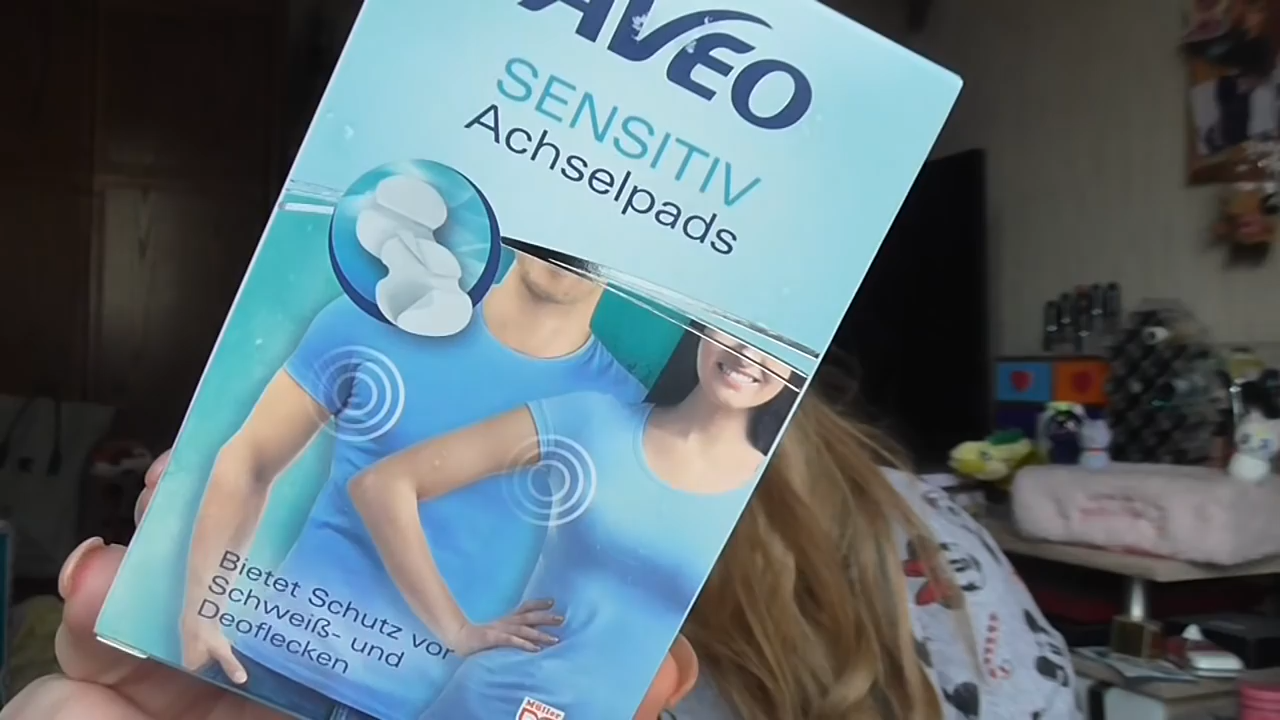 AVEO
SENSITIV
Achselpads
Bietet Schutz vor
Schweiß- und
Deoflecken
Müller